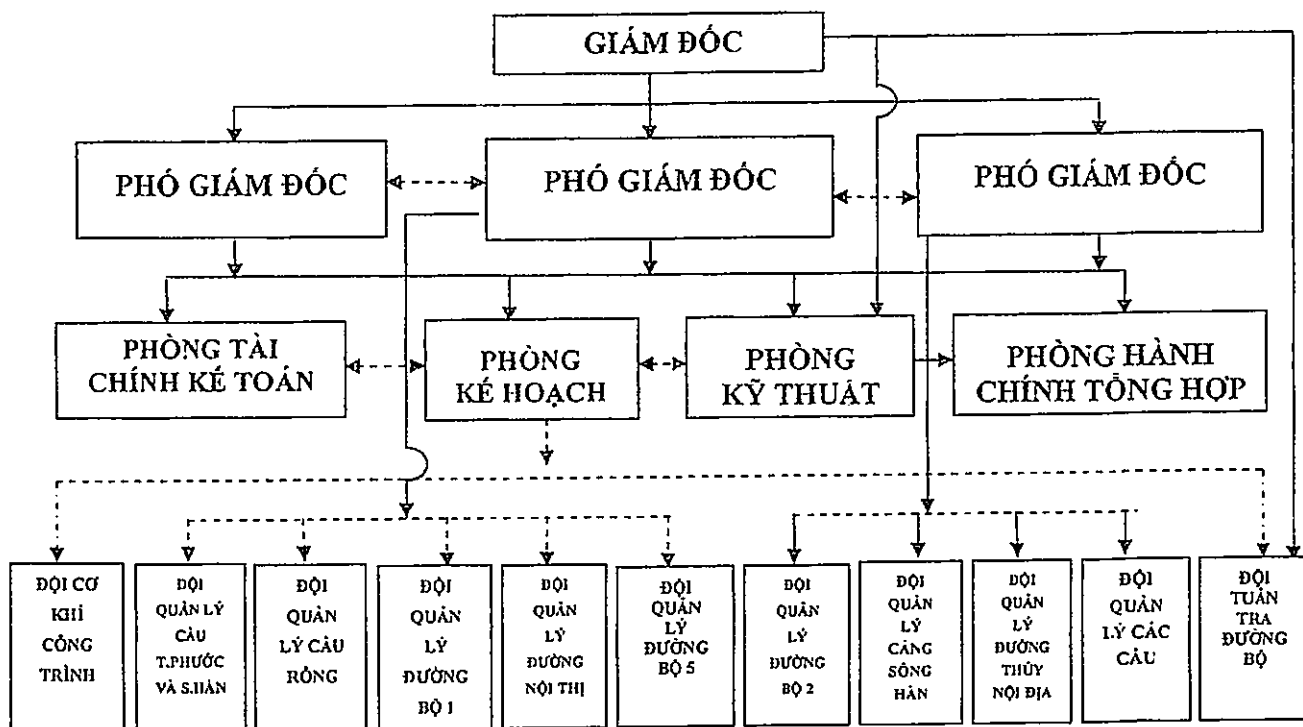 GIÁM ĐỐC
PHÓ GIÁM ĐỐC
PHÓ GIÁM ĐỐC
PHÓ GIÁM ĐỐC
PHÒNG TÀI
CHÍNH KẾ TOÁN
PHÒNG
KẾ HOẠCH
PHÒNG
KỸ THUẬT
PHÒNG HÀNH
CHÍNH TỔNG HỢP
ĐỘI CƠ
KHÍ
CÔNG
TRÌNH
ĐỘI
QUẢN LÝ
CẦU
T.PHƯỚC
VÀ S.HÀN
ĐỘI
QUẢN
LÝ CẦU
RỒNG
ĐỘI
QUẢN
LÝ
ĐƯỜNG
BỘ 1
ĐỘI
QUẢN
LÝ
ĐƯỜNG
NỘI THỊ
ĐỘI
QUẢN
LÝ
ĐƯỜNG
BỘ 5
ĐỘI
QUẢN
LÝ
ĐƯỜNG
BỘ 2
ĐỘI
QUẢN
LÝ
CẢNG
SÔNG
HÀN
ĐỘI
QUẢN
LÝ
ĐƯỜNG
THỦY
NỘI ĐỊA
ĐỘI
QUẢN
LÝ CÁC
CẦU
ĐỘI
TUẦN
TRA
ĐƯỜNG
BỘ